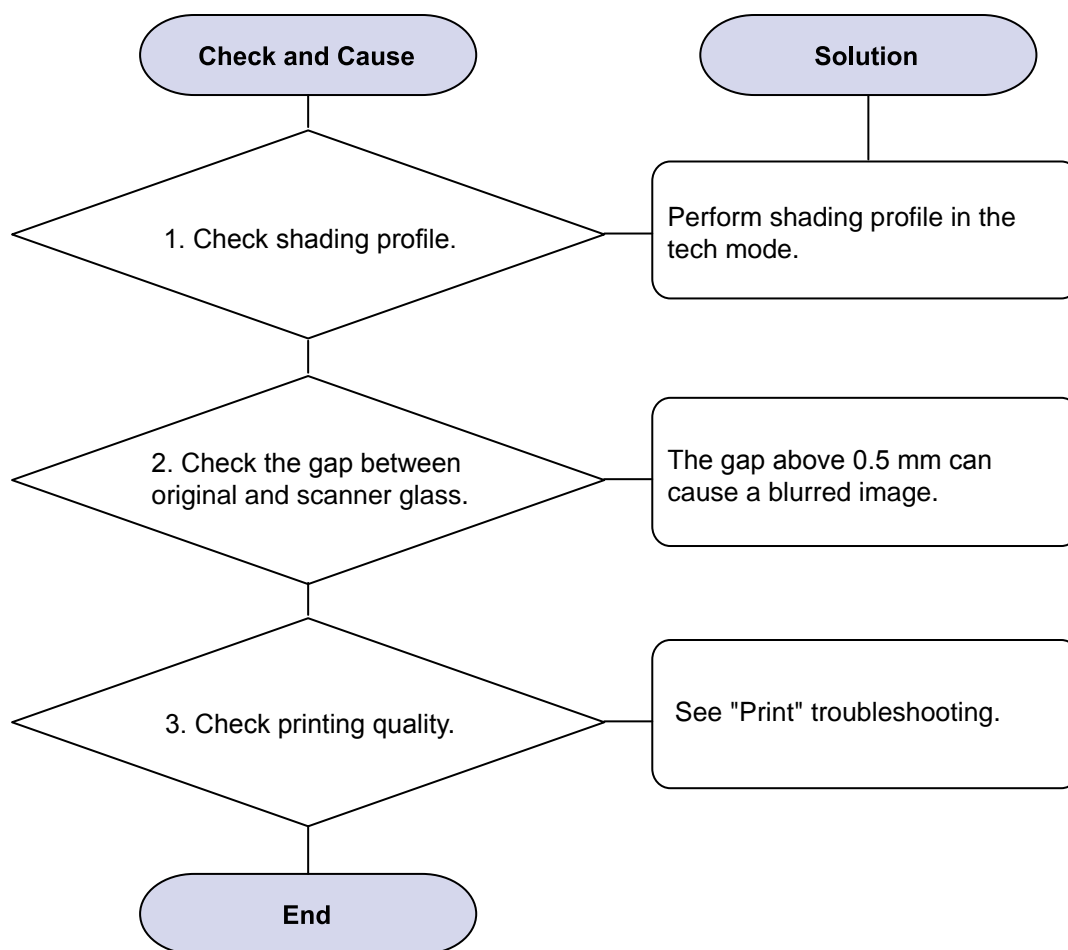 Check and Cause
Solution
1. Check shading profile.
Perform shading profile in the
tech mode.
2. Check the gap between
original and scanner glass.
The gap above 0.5 mm can
cause a blurred image.
3. Check printing quality.
See "Print" troubleshooting.
End